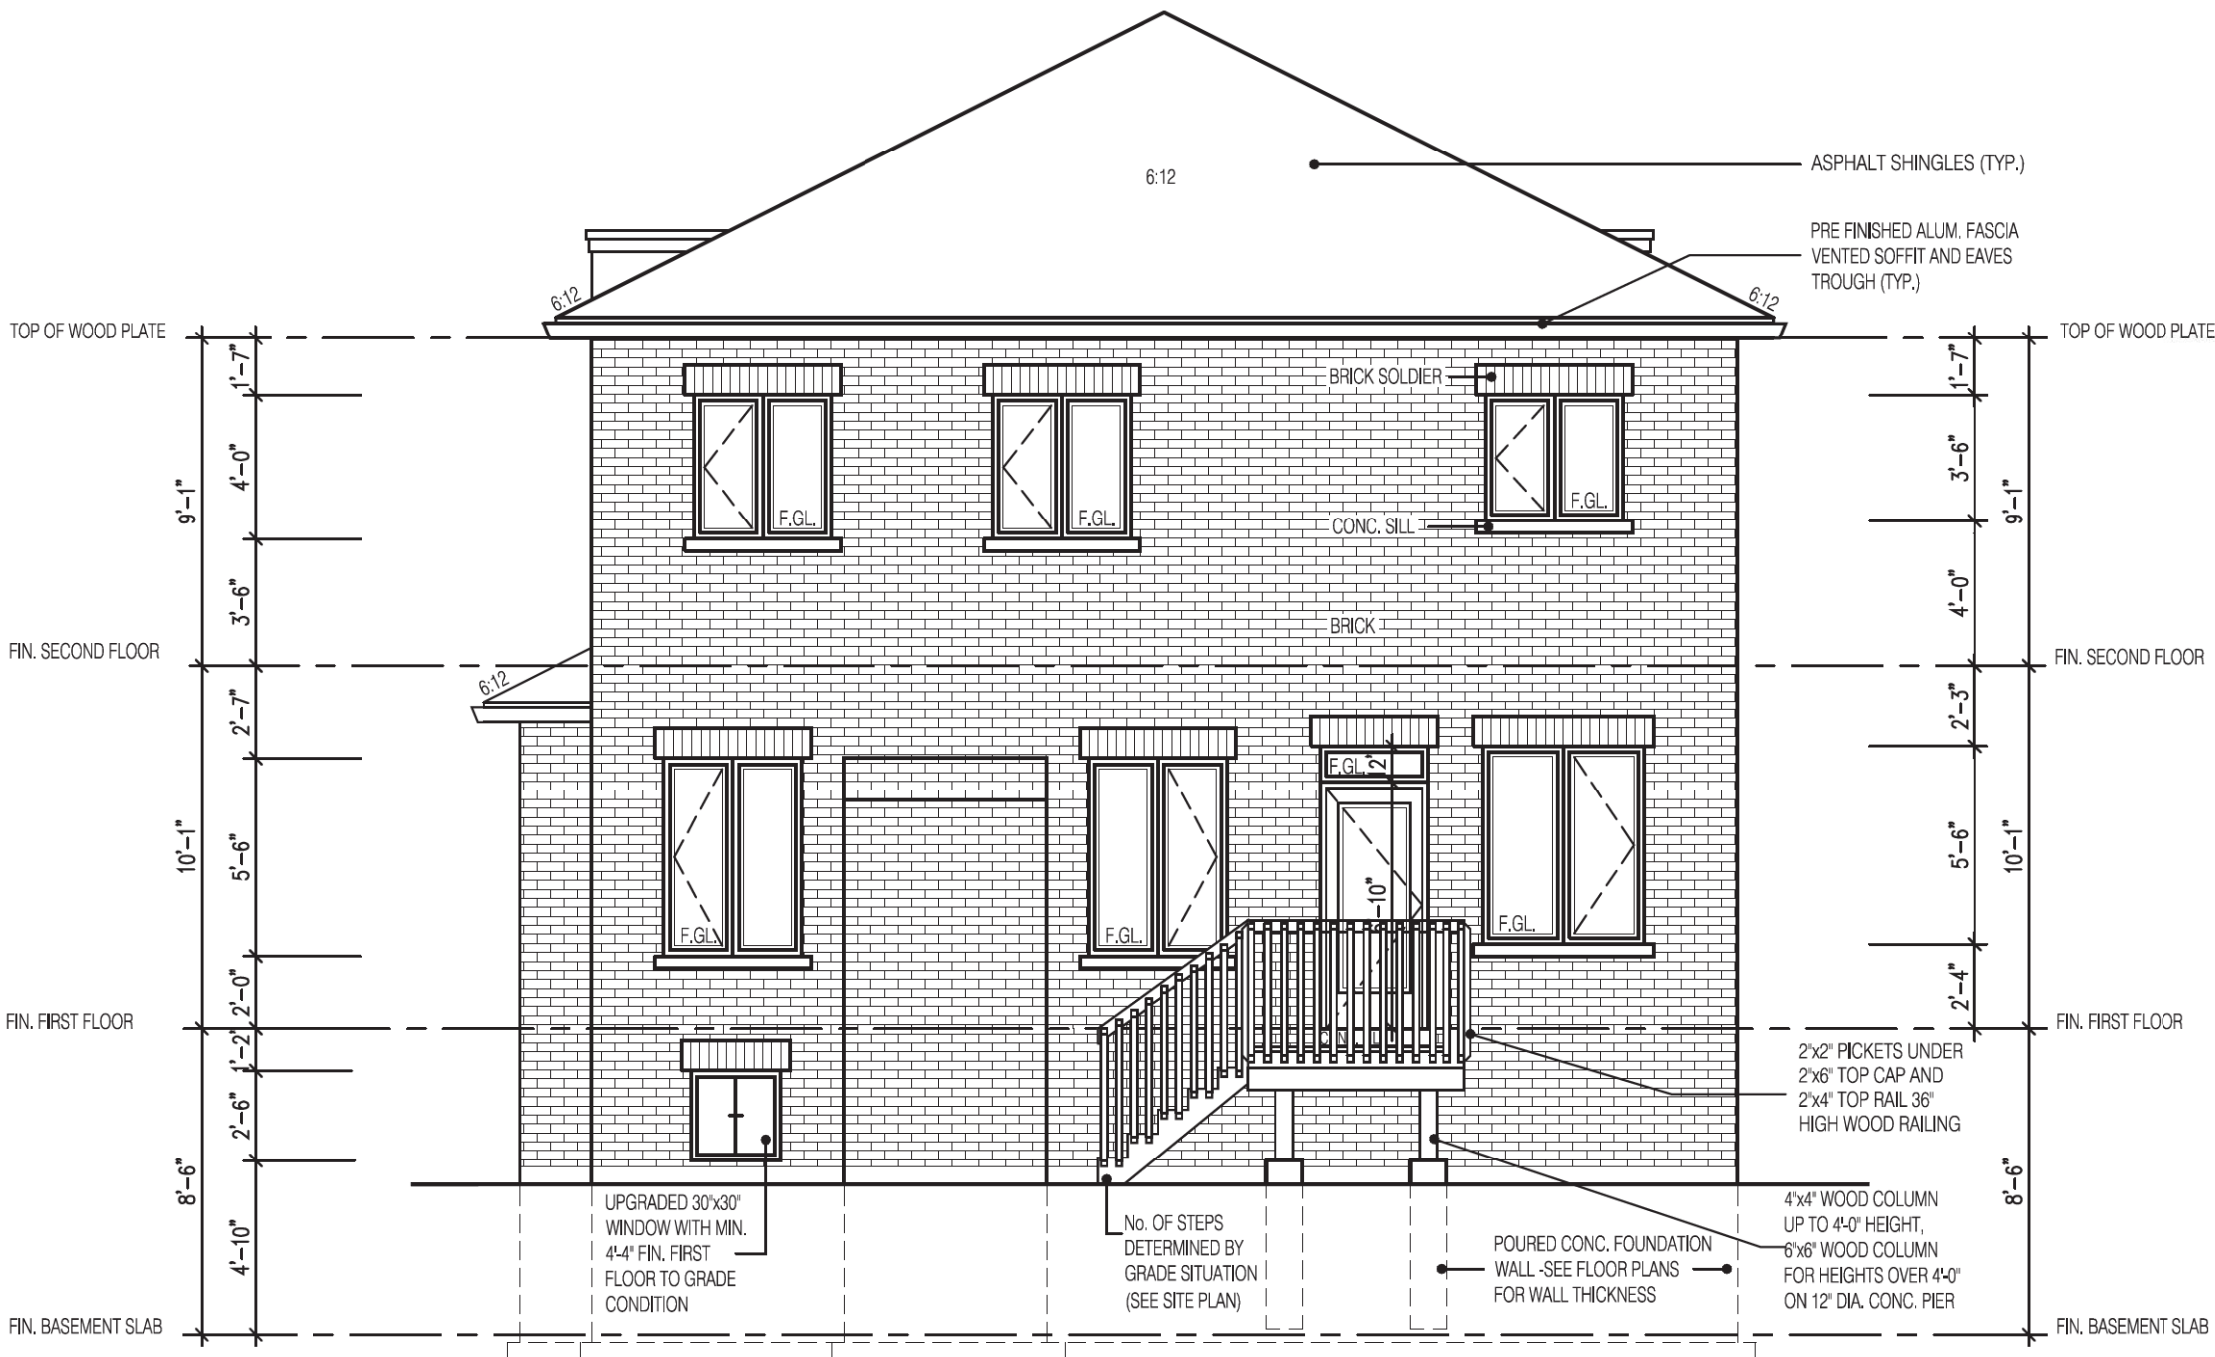 6:12
ASPHALT SHINGLES (TYP.)
PRE FINISHED ALUM. FASCIA
VENTED SOFFIT AND EAVES
TROUGH (TYP.)
6:12
6:12
TOP OF WOOD PLATE
TOP OF WOOD PLATE
1'-7"
4'-0"
9'-1"
3'-6"
BRICK SOLDIER
F.GL.
F.GL.
F.GL.
CONC. SILL
BRICK
1'-7"
3'-6"
9'-1"
4'-0"
FIN. SECOND FLOOR
FIN. SECOND FLOOR
6:12
2'-7"
10'-1"
5'-6"
2'-0"
F.GL.
F.GL.
F.GL.
2'
-10"
F.GL.
2'-3"
5'-6"
10'-1"
2'-4"
FIN. FIRST FLOOR
FIN. FIRST FLOOR
1'-2"
2'-6"
8'-6"
4'-10"
2"x2" PICKETS UNDER
2"x6" TOP CAP AND
2"x4" TOP RAIL 36"
HIGH WOOD RAILING
8'-6"
UPGRADED 30"x30"
WINDOW WITH MIN.
4'-4" FIN. FIRST
FLOOR TO GRADE
CONDITION
No. OF STEPS
DETERMINED BY
GRADE SITUATION
(SEE SITE PLAN)
POURED CONC. FOUNDATION
WALL -SEE FLOOR PLANS
FOR WALL THICKNESS
4"x4" WOOD COLUMN
UP TO 4'-0" HEIGHT,
6"x6" WOOD COLUMN
FOR HEIGHTS OVER 4'-0"
ON 12" DIA. CONC. PIER
FIN. BASEMENT SLAB
FIN. BASEMENT SLAB